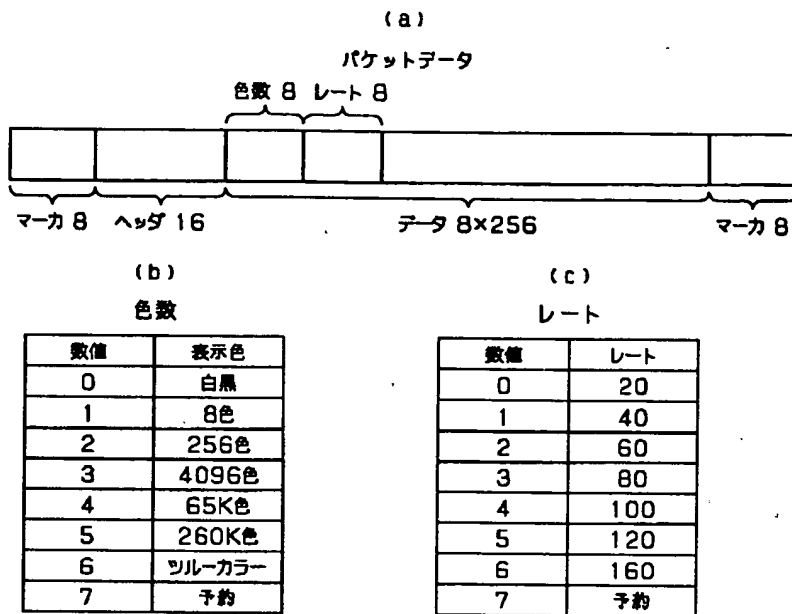 (a)
パケットデータ
色数 8 レート 8
マーカ 8 ヘッダ 16 データ 8×256 マーカ 8
(b)
色数
数値 表示色
0 白黒
1 8色
2 256色
3 4096色
4 65K色
5 260K色
6 ツルーカラー
7 予約
(c)
レート
数値 レート
0 20
1 40
2 60
3 80
4 100
5 120
6 160
7 予約